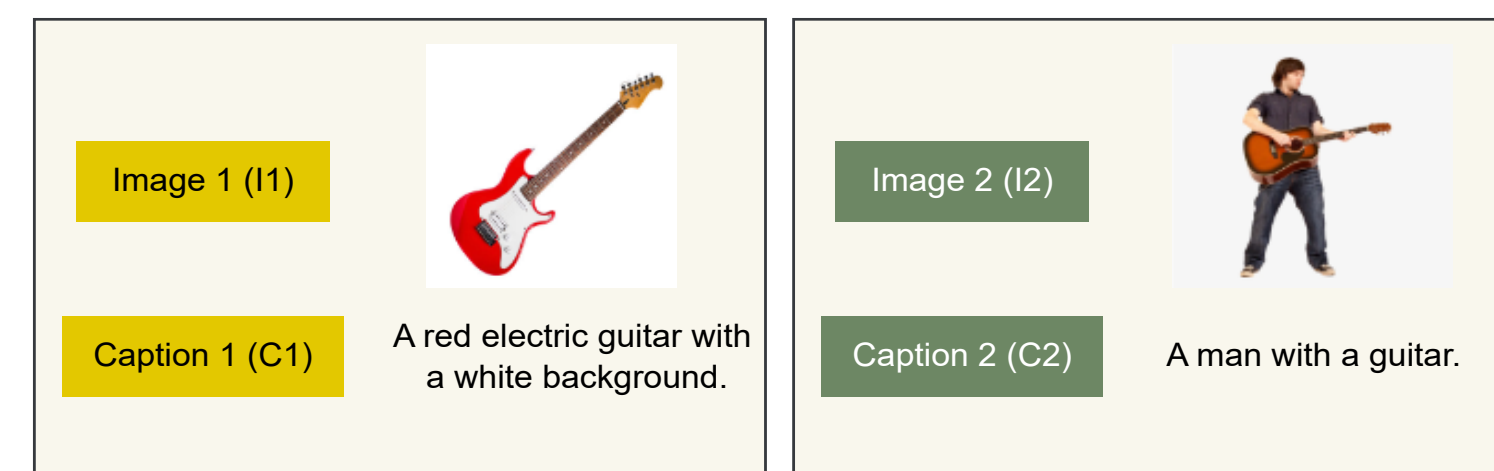 Image 1 (I1)
Caption 1 (C1)
A red electric guitar with
a white background.
Image 2 (I2)
Caption 2 (C2)
A man with a guitar.